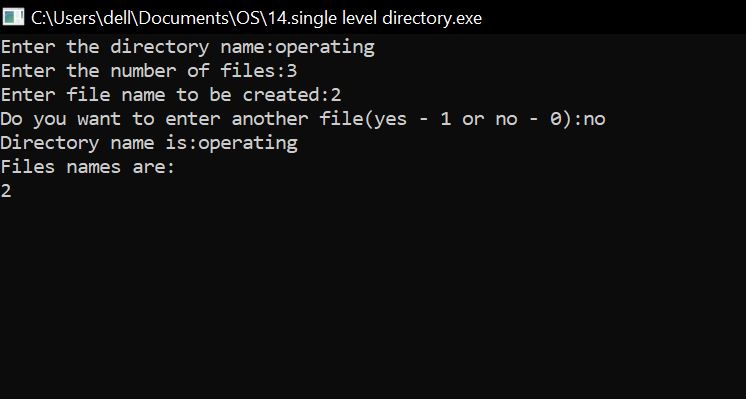 C:\Users\dell\Documents\OS\14.single level directory.exe
Enter the directory name:operating
Enter the number of files:3
Enter file name to be created:2
Do you want to enter another file(yes - 1 or no - 0):no
Directory name is:operating
Files names are:
2